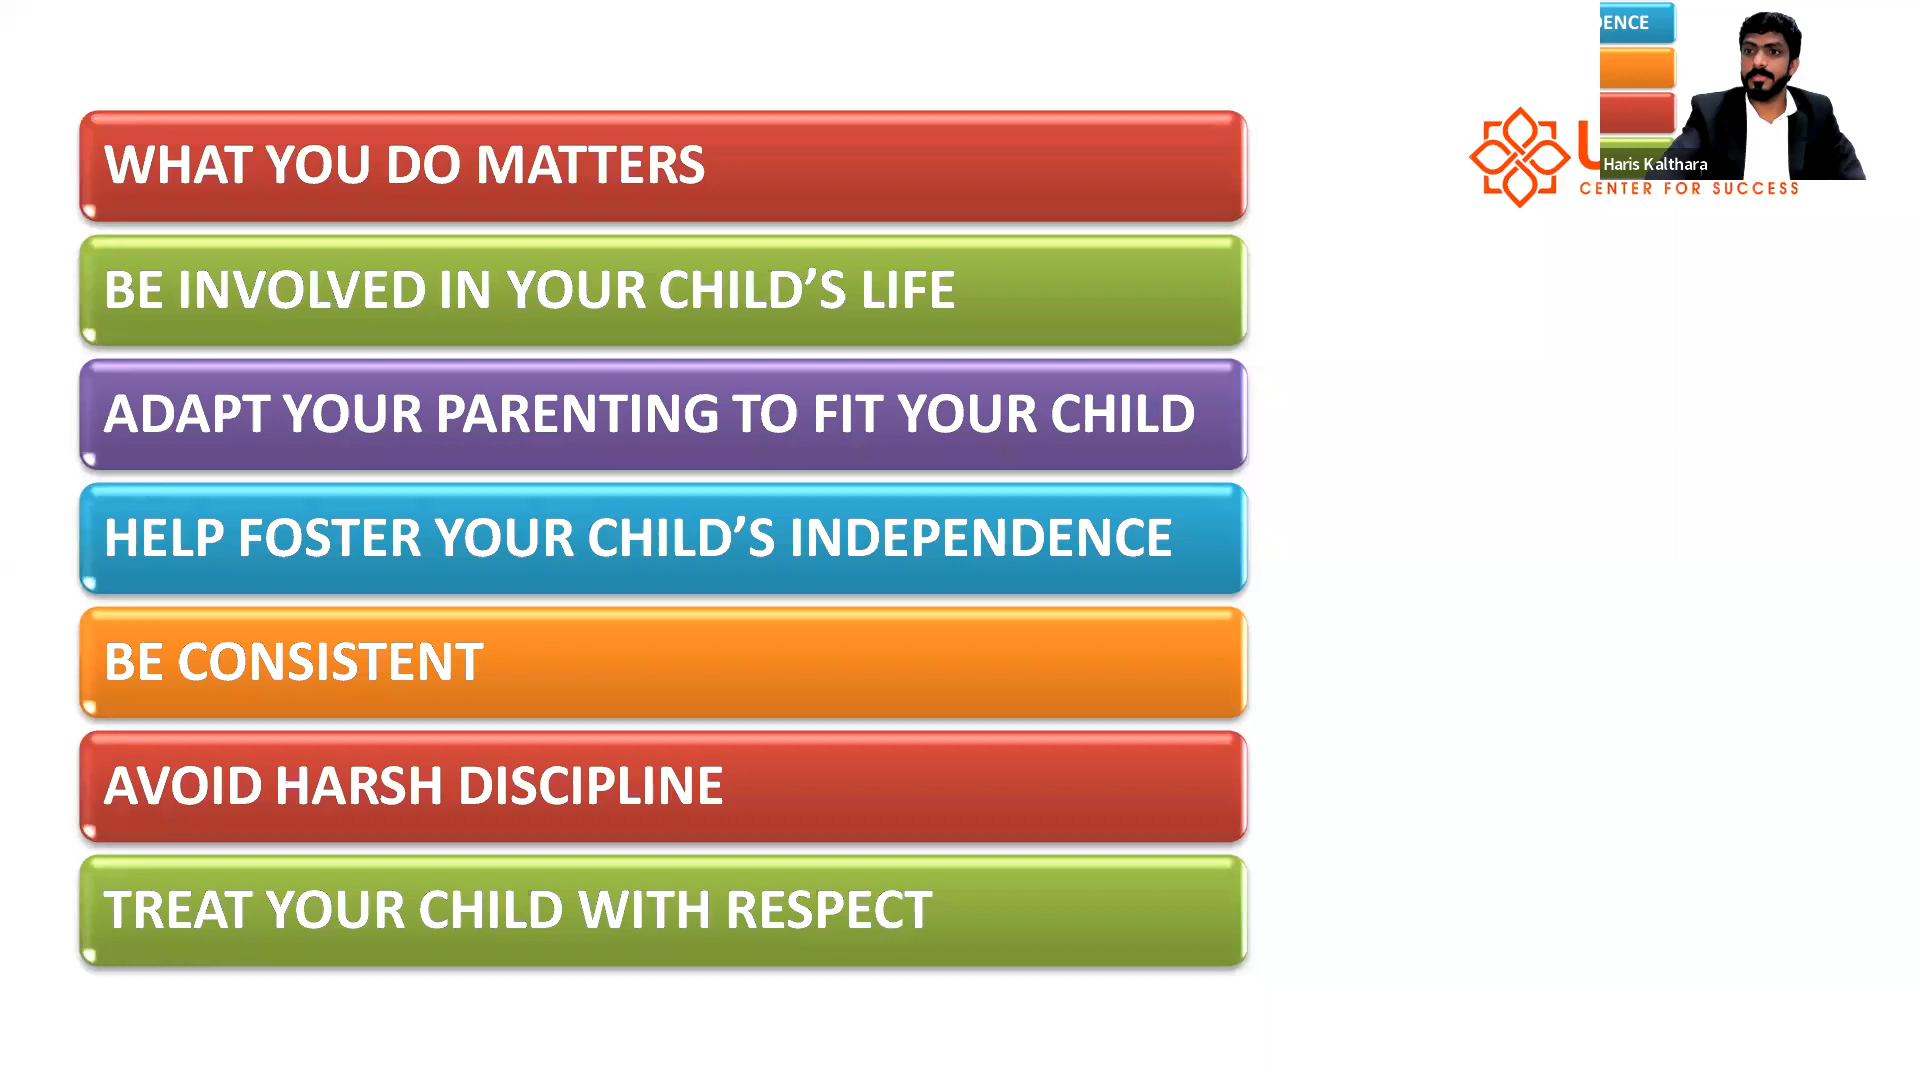 WHAT YOU DO MATTERS
BE INVOLVED IN YOUR CHILD’S LIFE
ADAPT YOUR PARENTING TO FIT YOUR CHILD
HELP FOSTER YOUR CHILD’S INDEPENDENCE
BE CONSISTENT
AVOID HARSH DISCIPLINE
TREAT YOUR CHILD WITH RESPECT
ENCE
Haris Kalthara
CENTER FOR SUCCESS